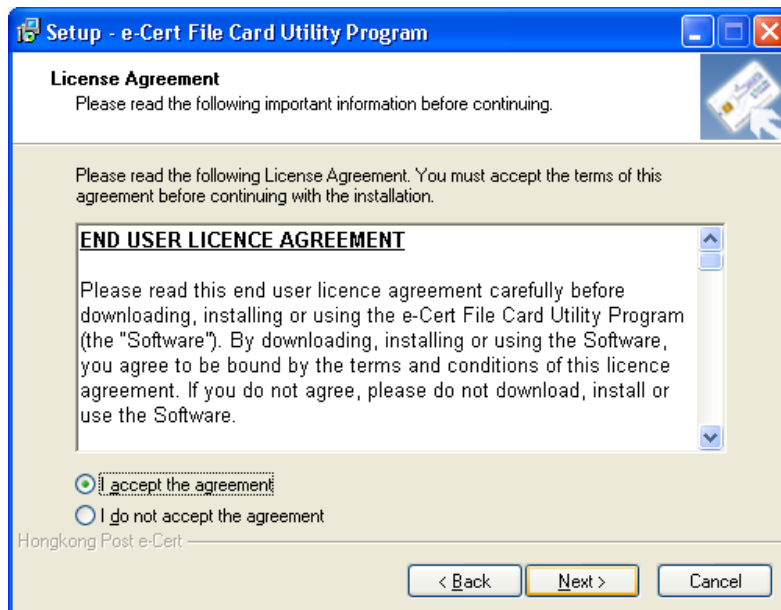 Setup - e-Cert File Card Utility Program
License Agreement
Please read the following important information before continuing.
Please read the following License Agreement. You must accept the terms of this
agreement before continuing with the installation.
END USER LICENCE AGREEMENT
Please read this end user licence agreement carefully before
downloading, installing or using the e-Cert File Card Utility Program
(the "Software"). By downloading, installing or using the Software,
you agree to be bound by the terms and conditions of this licence
agreement. If you do not agree, please do not download, install or
use the Software.
I accept the agreement
I do not accept the agreement
Hongkong Post e-Cert
< Back Next > Cancel